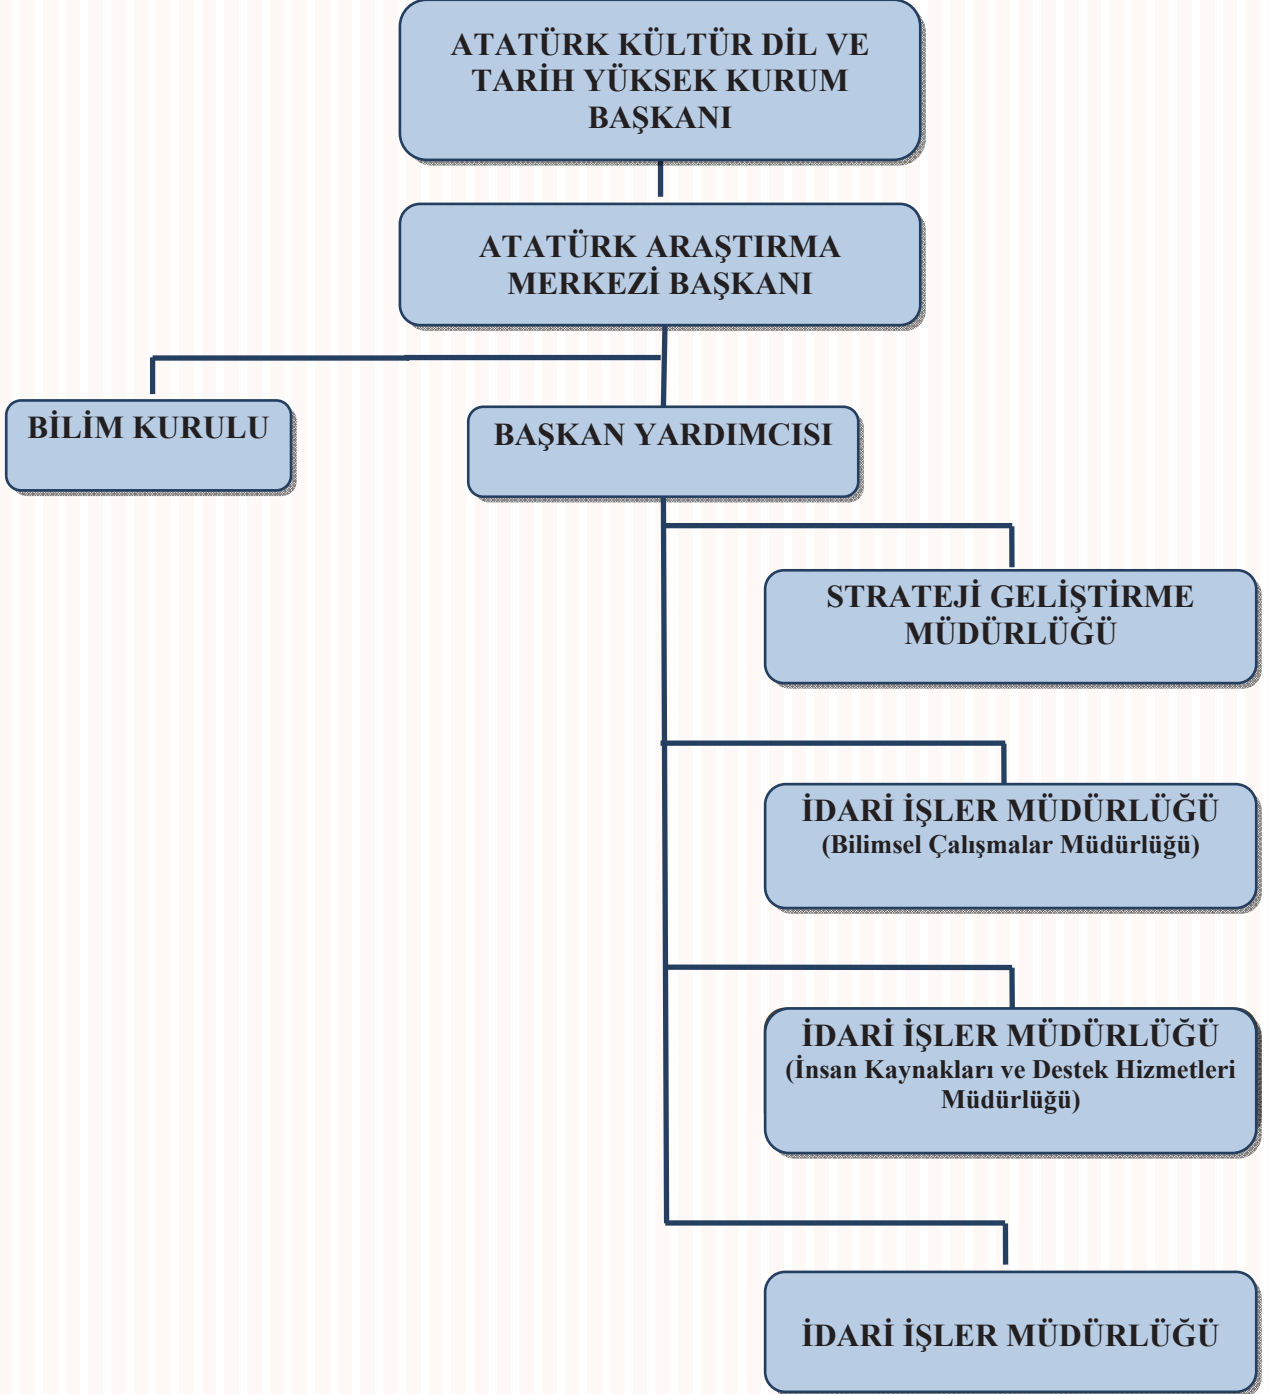 ATATÜRK KÜLTÜR DİL VE
TARİH YÜKSEK KURUM
BAŞKANI
ATATÜRK ARAŞTIRMA
MERKEZİ BAŞKANI
BİLİM KURULU
BAŞKAN YARDIMCISI
STRATEJİ GELİŞTİRME
MÜDÜRLÜĞÜ
İDARİ İŞLER MÜDÜRLÜĞÜ
(Bilimsel Çalışmalar Müdürlüğü)
İDARİ İŞLER MÜDÜRLÜĞÜ
(İnsan Kaynakları ve Destek Hizmetleri
Müdürlüğü)
İDARİ İŞLER MÜDÜRLÜĞÜ